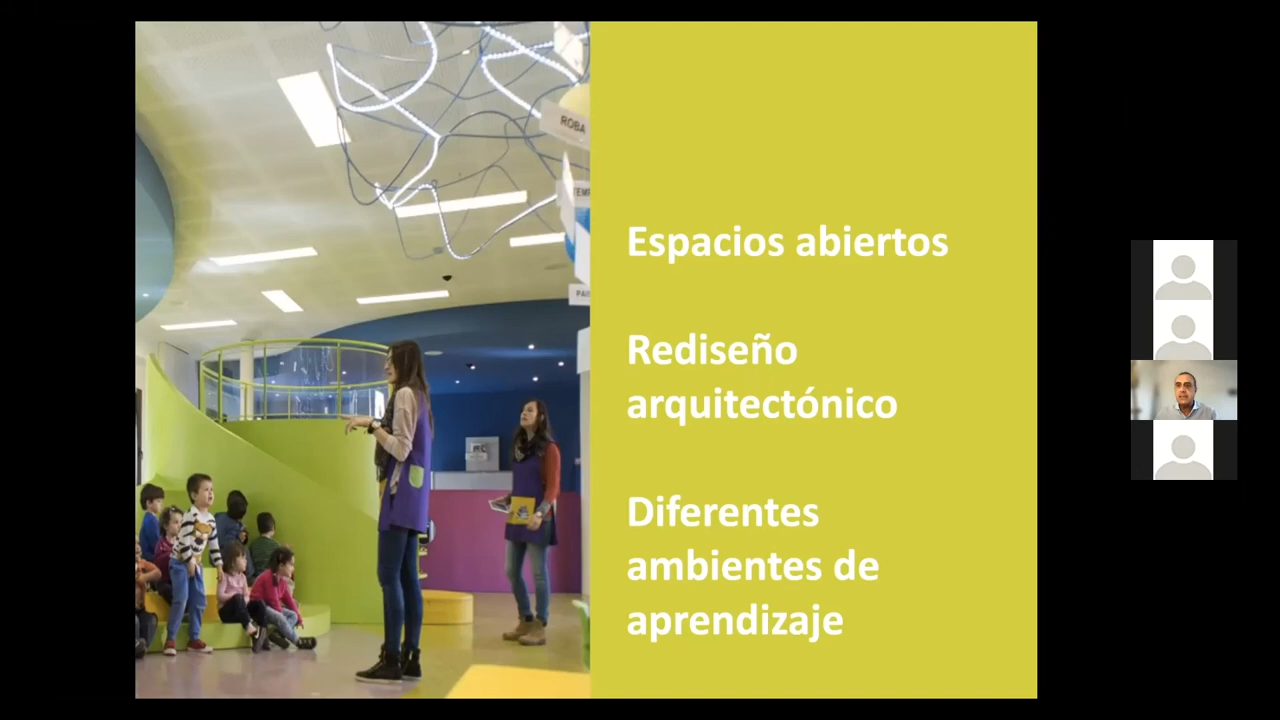 ROBA
Espacios abiertos
Rediseño
arquitectónico
Diferentes
ambientes de
aprendizaje